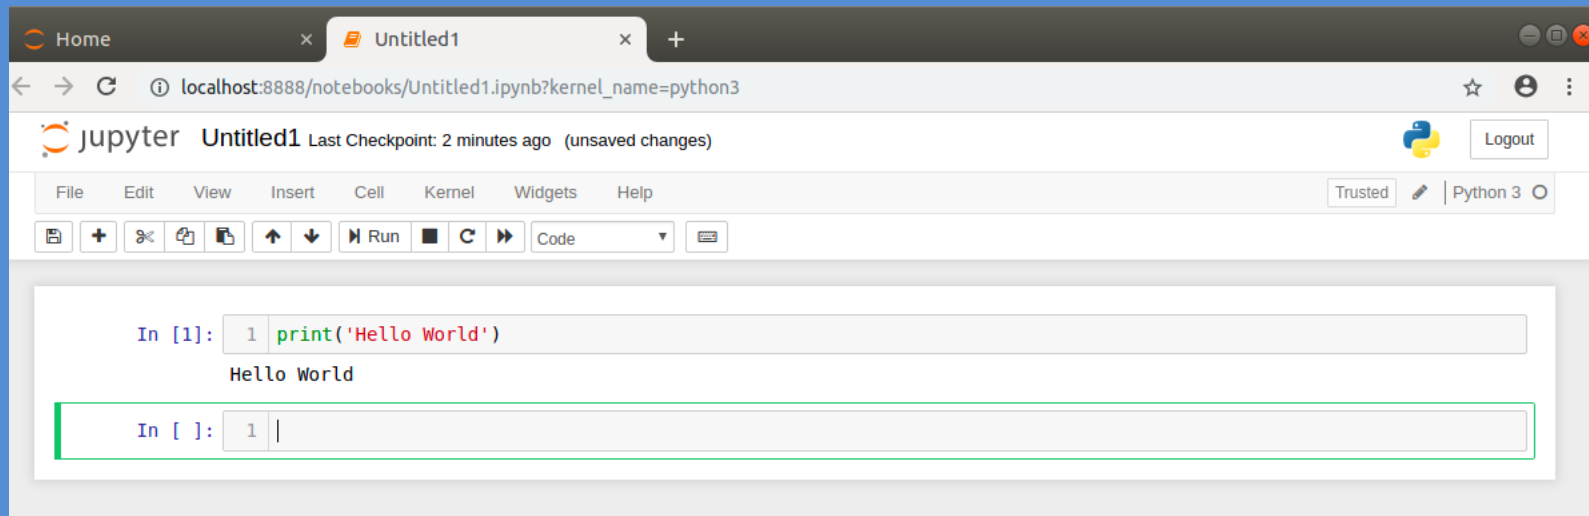 Home × Untitled1 × +
localhost:8888/notebooks/Untitled1.ipynb?kernel_name=python3
jupyter Untitled1 Last Checkpoint: 2 minutes ago (unsaved changes) Logout
File Edit View Insert Cell Kernel Widgets Help Trusted Python 3
Run Code
In [1]: 1 print('Hello World')
Hello World
In [ ]: 1